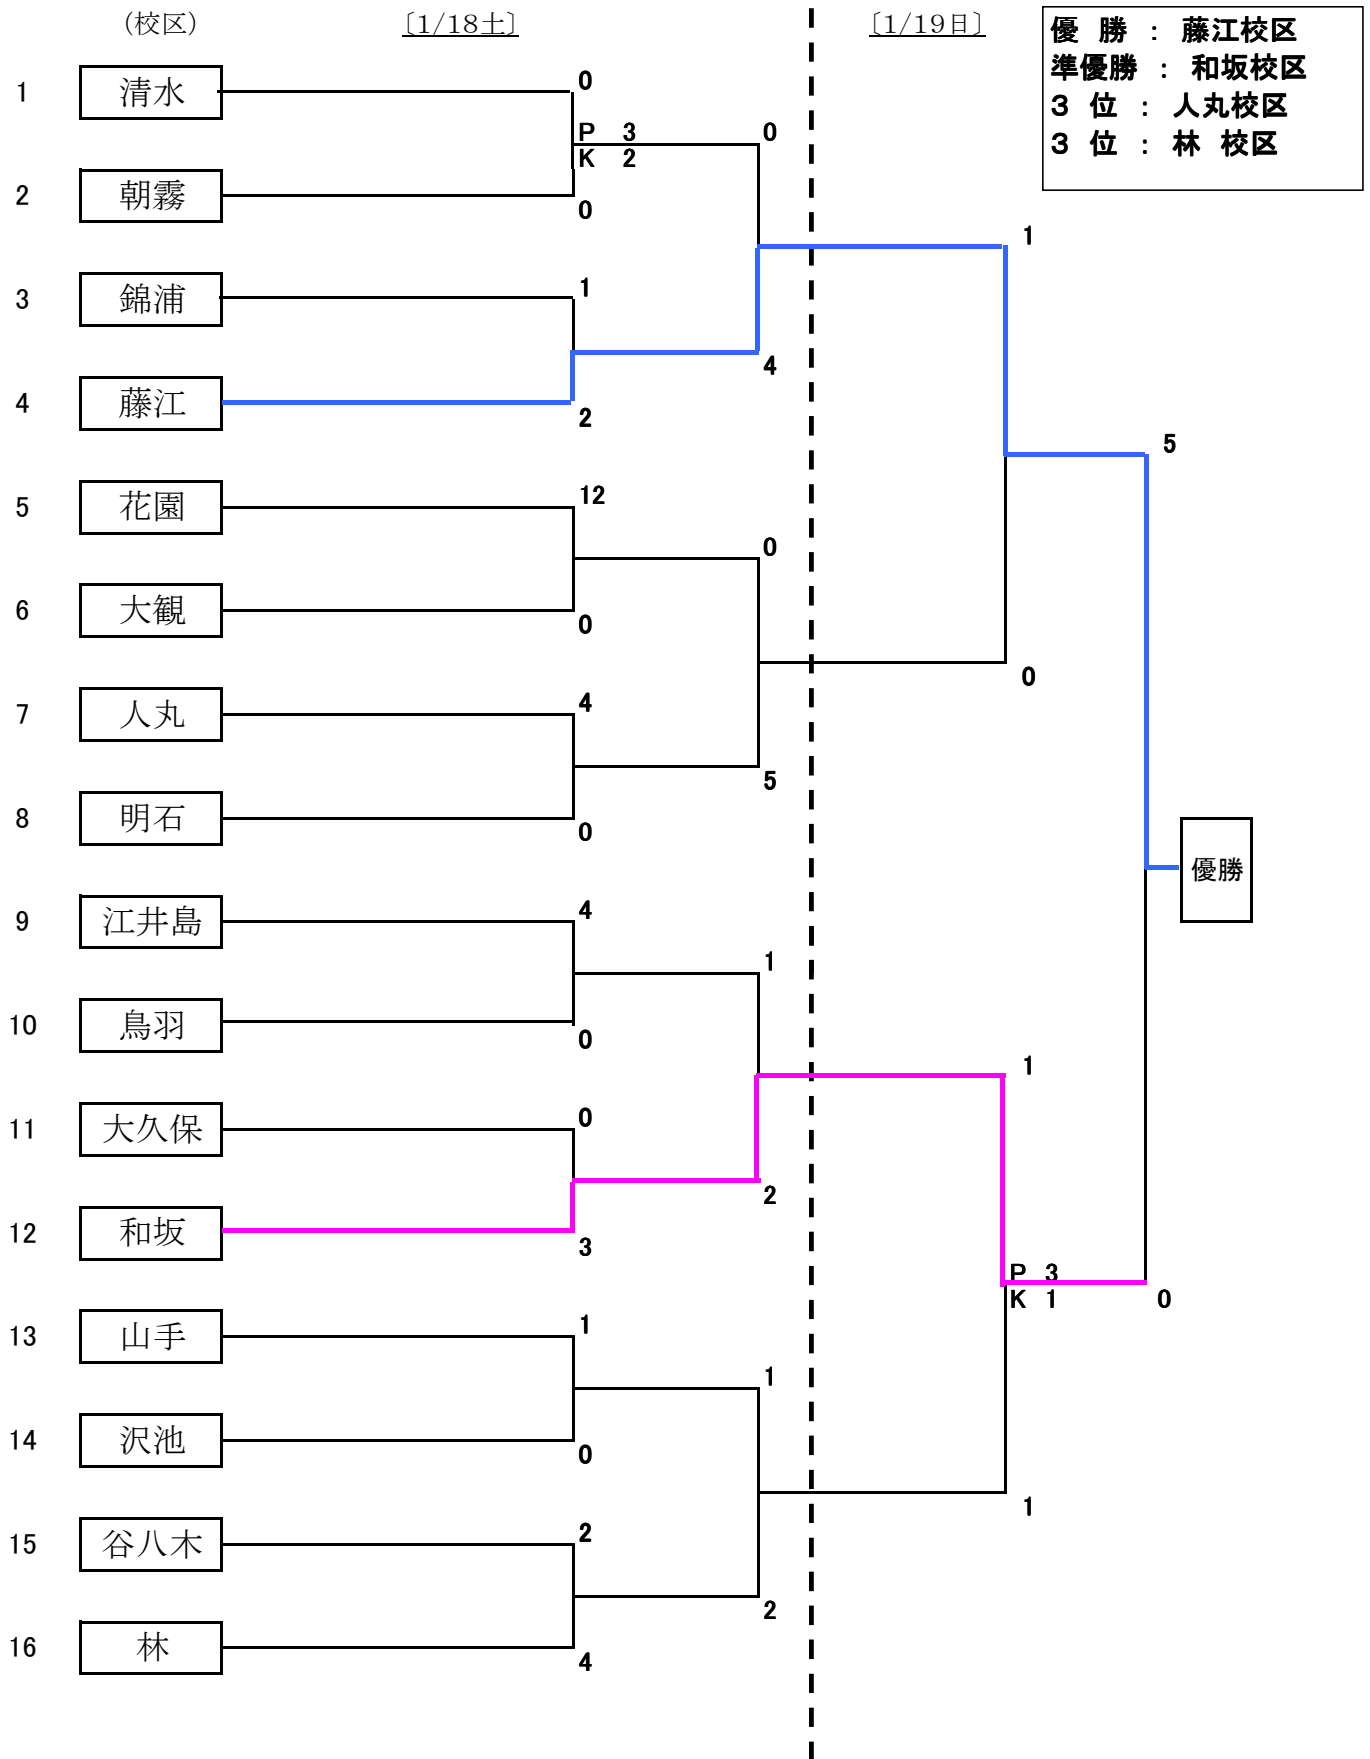 （校区）
〔1/18土〕
〔1/19日〕
優 勝 ： 藤江校区
準優勝 ： 和坂校区
3 位 ： 人丸校区
3 位 ： 林 校区
1 清水 0
P 3 0
K 2
2 朝霧 0
1
3 錦浦 1
4
4 藤江 2
5
5 花園 12
0
6 大観 0
0
7 人丸 4
5
8 明石 0
優勝
9 江井島 4
1
10 鳥羽 0
1
11 大久保 0
2
12 和坂 3
P 3
K 1 0
13 山手 1
1
14 沢池 0
1
15 谷八木 2
2
16 林 4